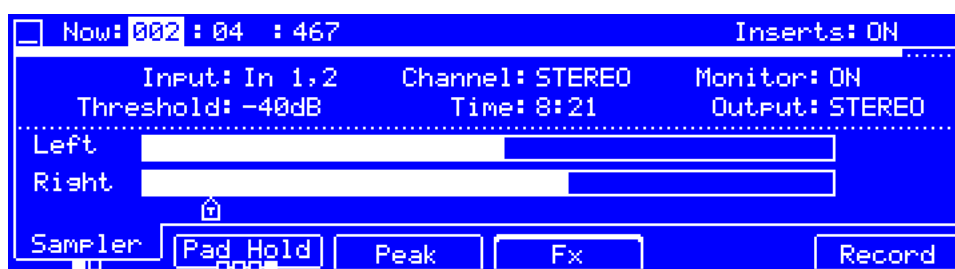 Now: 002 : 04 : 467 Inserts: ON
Input: In 1,2 Channel: STEREO Monitor: ON
Threshold: -40dB Time: 8:21 Output: STEREO
Left
Right
T
Sampler Pad Hold Peak Fx Record